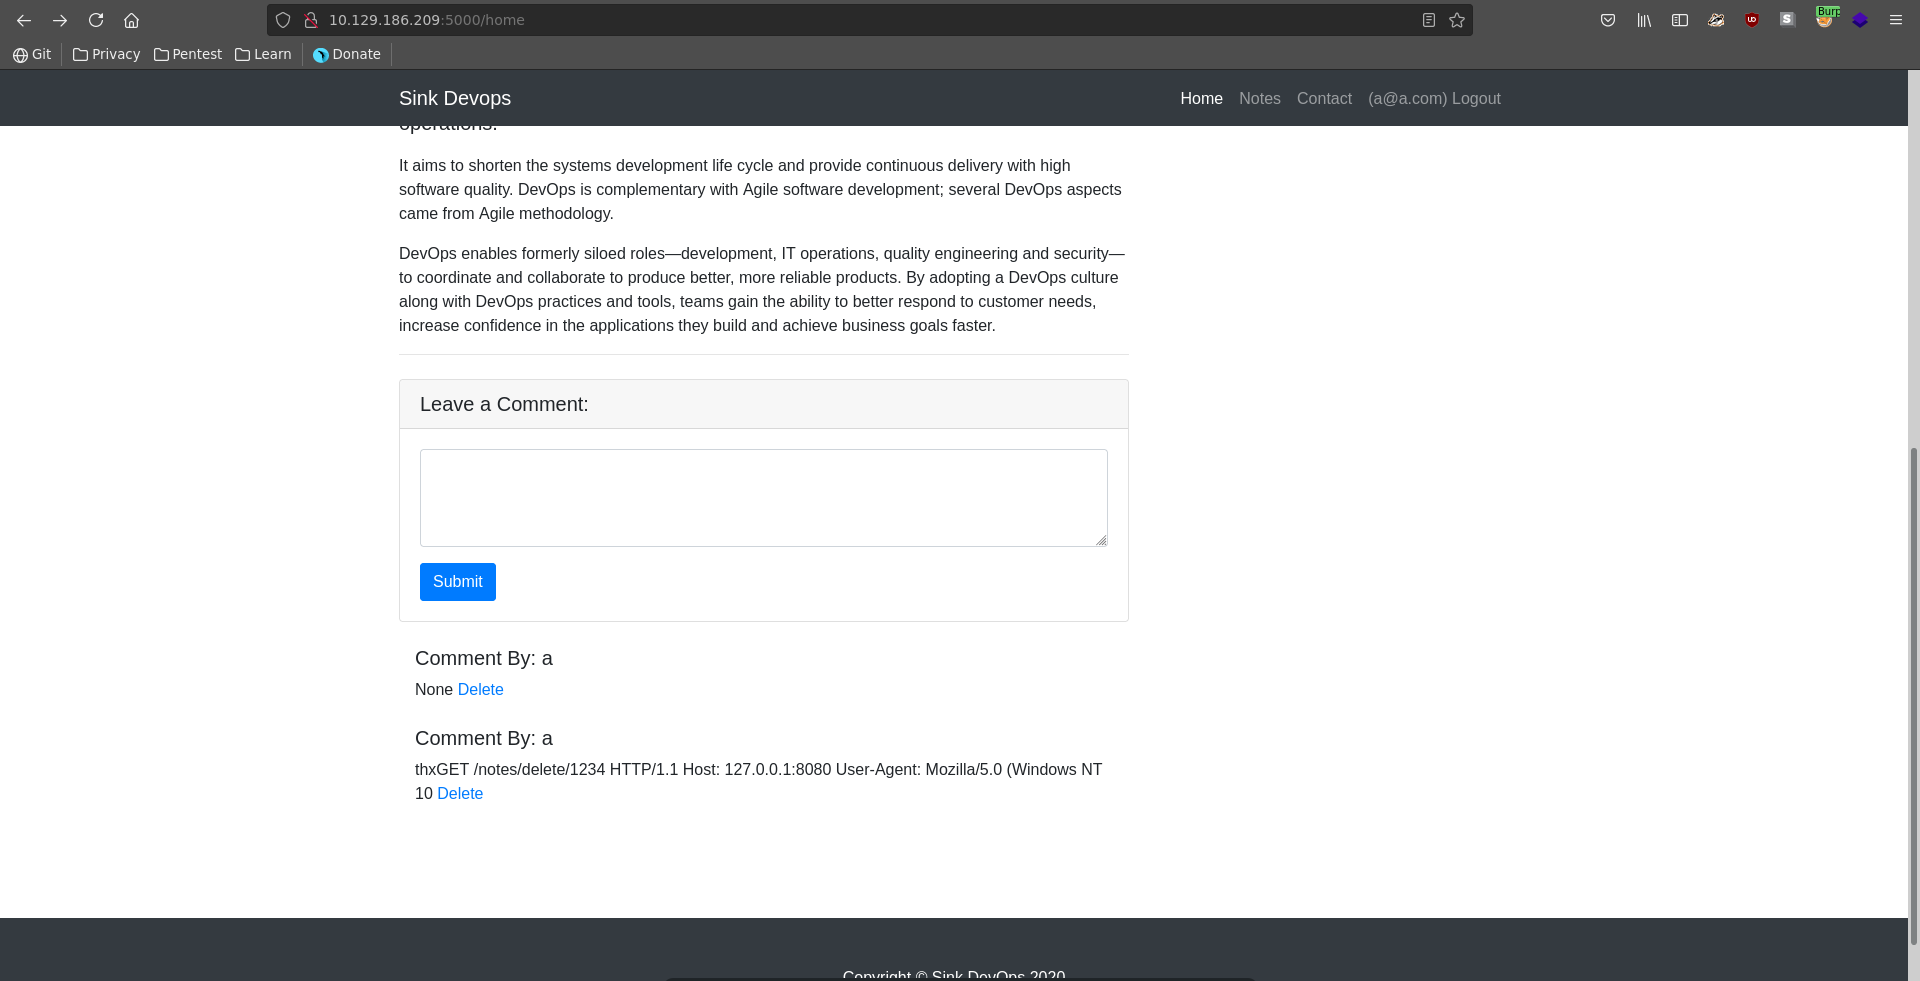 10.129.186.209:5000/home
Burp
Git Privacy Pentest Learn Donate
Sink Devops Home Notes Contact (a@a.com) Logout
operations.
It aims to shorten the systems development life cycle and provide continuous delivery with high
software quality. DevOps is complementary with Agile software development; several DevOps aspects
came from Agile methodology.
DevOps enables formerly siloed roles—development, IT operations, quality engineering and security—
to coordinate and collaborate to produce better, more reliable products. By adopting a DevOps culture
along with DevOps practices and tools, teams gain the ability to better respond to customer needs,
increase confidence in the applications they build and achieve business goals faster.
Leave a Comment:
Submit
Comment By: a
None Delete
Comment By: a
thxGET /notes/delete/1234 HTTP/1.1 Host: 127.0.0.1:8080 User-Agent: Mozilla/5.0 (Windows NT
10 Delete
Copyright © Sink DevOps 2020